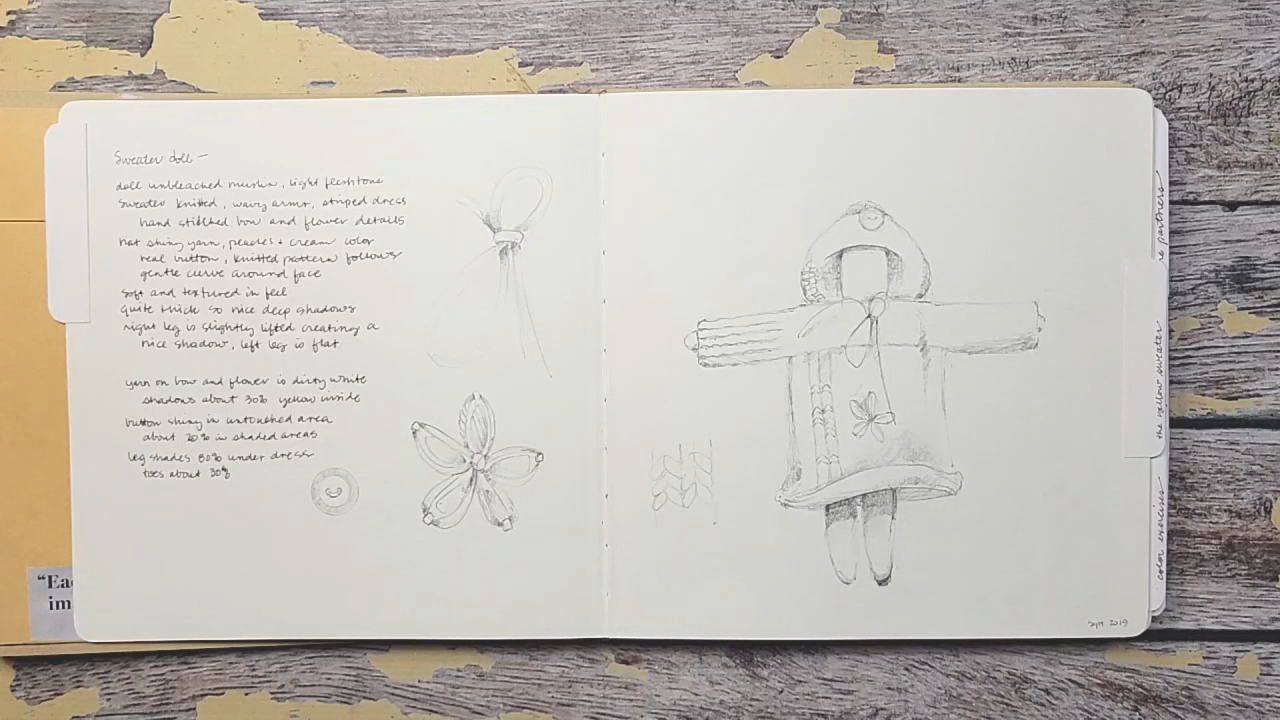 Sweater doll —
doll unbleached muslin, light fleshtone
sweater knitted, wavy arms, striped dress
hand stitched bow and flower details
hat shiny yarn, peaches + cream color
real button, knitted pattern follows
gentle curve around face
soft and textured in feel
quite thick so nice deep shadows
right leg is slightly lifted creating a
nice shadow, left leg is flat
yarn on bow and flower is dirty white
shadows about 30% yellow inside
button shiny in untouched area
about 20% in shaded areas
leg shades 80% under dress
toes about 30%
“Ea
im
partners
the yellow sweater
color exercises
2019